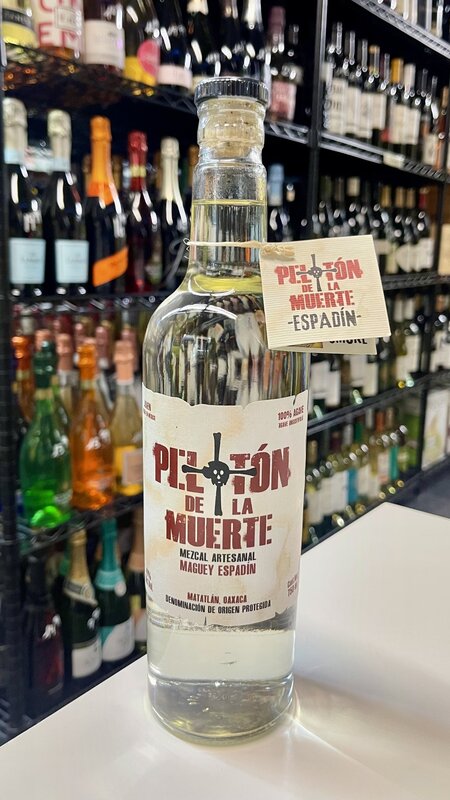 PELOTÓN
DE LA
MUERTE
-ESPADÍN-
SMOKE
100% AGAVE
PELOTÓN
DE LA
MUERTE
MEZCAL ARTESANAL
MAGUEY ESPADÍN
MATATLÁN, OAXACA
DENOMINACIÓN DE ORIGEN PROTEGIDA